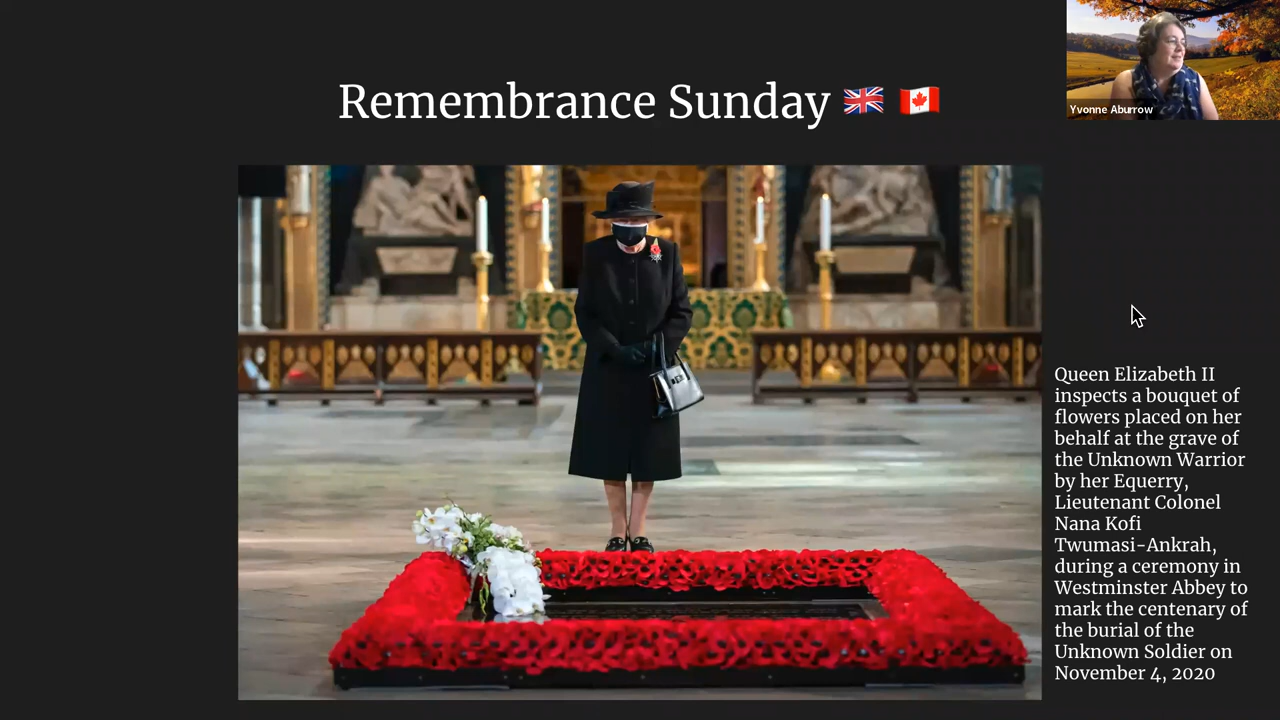 Remembrance Sunday 🇬🇧 🇨🇦
Yvonne Aburrow
Queen Elizabeth II
inspects a bouquet of
flowers placed on her
behalf at the grave of
the Unknown Warrior
by her Equerry,
Lieutenant Colonel
Nana Kofi
Twumasi-Ankrah,
during a ceremony in
Westminster Abbey to
mark the centenary of
the burial of the
Unknown Soldier on
November 4, 2020